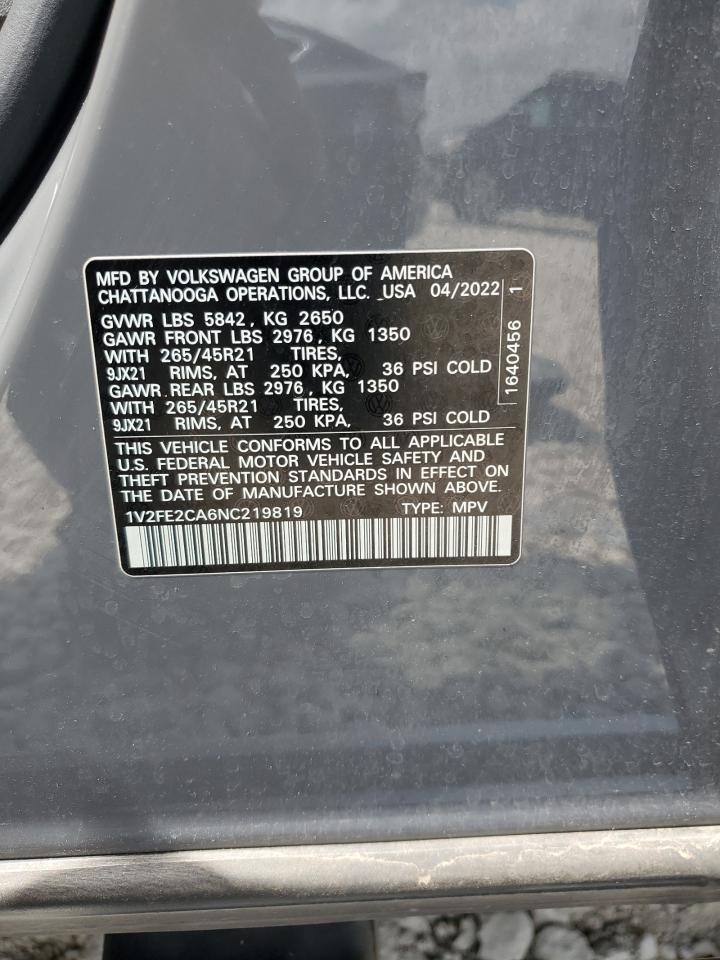 MFD BY VOLKSWAGEN GROUP OF AMERICA
CHATTANOOGA OPERATIONS, LLC. USA 04/2022
GVWR LBS 5842, KG 2650
GAWR FRONT LBS 2976, KG 1350
WITH 265/45R21 TIRES,
9JX21 RIMS, AT 250 KPA, 36 PSI COLD
GAWR REAR LBS 2976, KG 1350
WITH 265/45R21 TIRES,
9JX21 RIMS, AT 250 KPA, 36 PSI COLD
THIS VEHICLE CONFORMS TO ALL APPLICABLE
U.S. FEDERAL MOTOR VEHICLE SAFETY AND
THEFT PREVENTION STANDARDS IN EFFECT ON
THE DATE OF MANUFACTURE SHOWN ABOVE.
1V2FE2CA6NC219819 TYPE: MPV
1640456 1